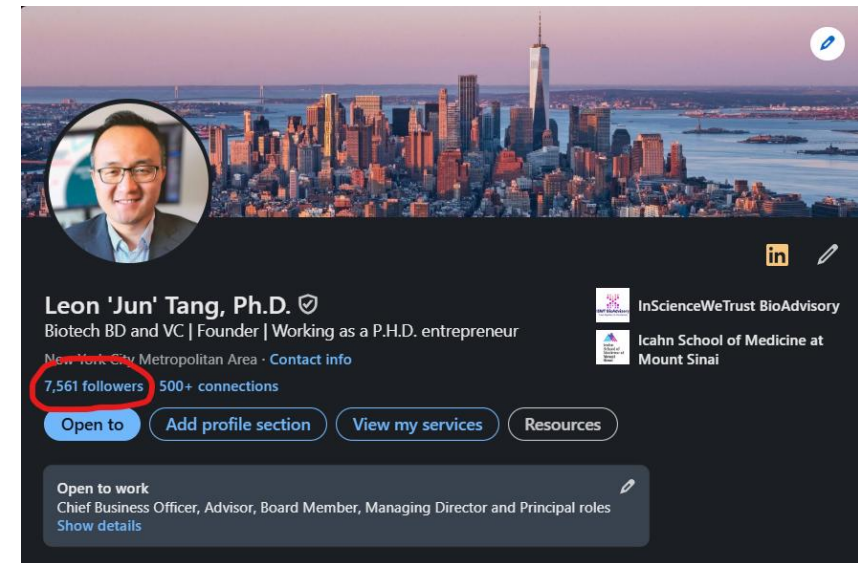 Leon 'Jun' Tang, Ph.D.
Biotech BD and VC | Founder | Working as a P.H.D. entrepreneur
New York City Metropolitan Area · Contact info
7,561 followers 500+ connections
Open to Add profile section View my services Resources
in
InScienceWeTrust BioAdvisory
Icahn School of Medicine at
Mount Sinai
Open to work
Chief Business Officer, Advisor, Board Member, Managing Director and Principal roles
Show details